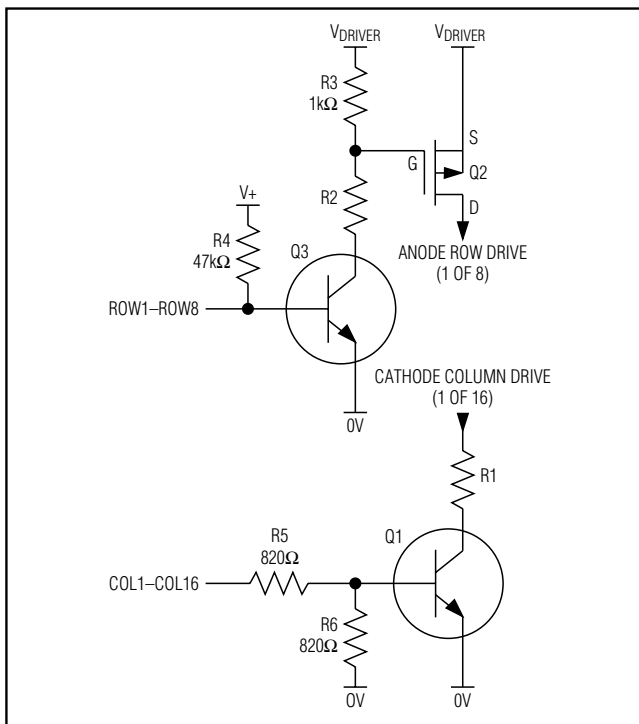 VDRIVER
VDRIVER
R3
1kΩ
S
G
Q2
R2
D
V+
R4
47kΩ
Q3
ANODE ROW DRIVE
(1 OF 8)
ROW1–ROW8
CATHODE COLUMN DRIVE
(1 OF 16)
0V
R1
Q1
R5
820Ω
COL1–COL16
R6
820Ω
0V
0V